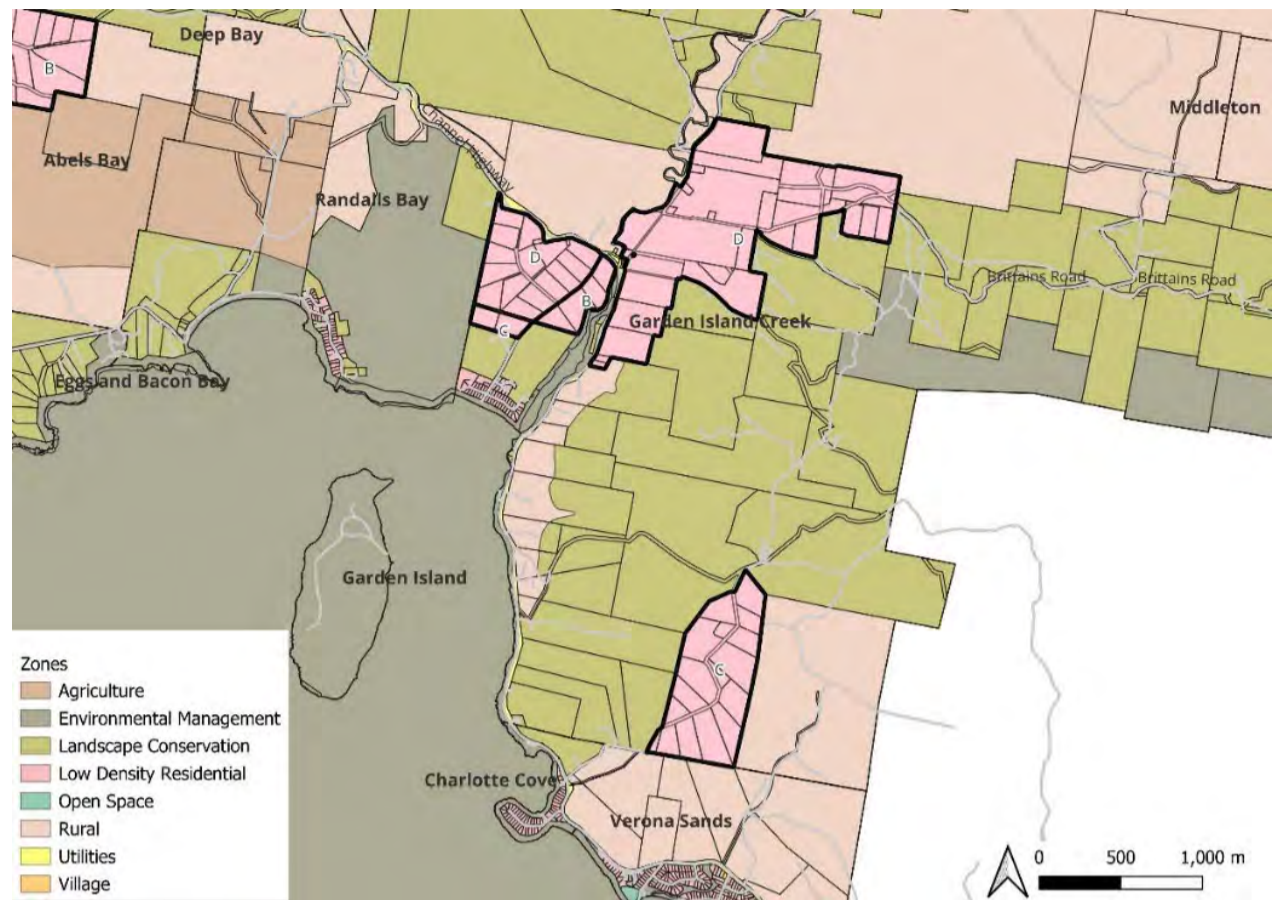 Deep Bay
B
Middleton
Channel Highway
Abels Bay
Randalls Bay
D
D
Brittains Road
Brittains Road
B
Garden Island Creek
C
Eggs and Bacon Bay
Garden Island
C
Charlotte Cove
Verona Sands
Zones
Agriculture
Environmental Management
Landscape Conservation
Low Density Residential
Open Space
Rural
Utilities
Village
0 500 1,000 m